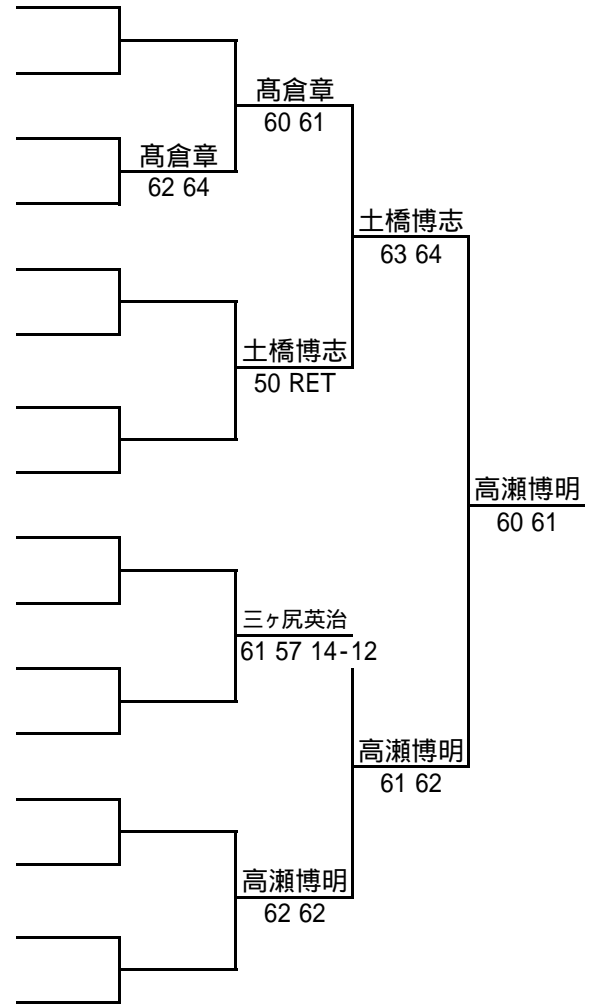 髙倉章
60 61
髙倉章
62 64
土橋博志
63 64
土橋博志
50 RET
高瀬博明
60 61
三ヶ尻英治
61 57 14-12
高瀬博明
61 62
高瀬博明
62 62